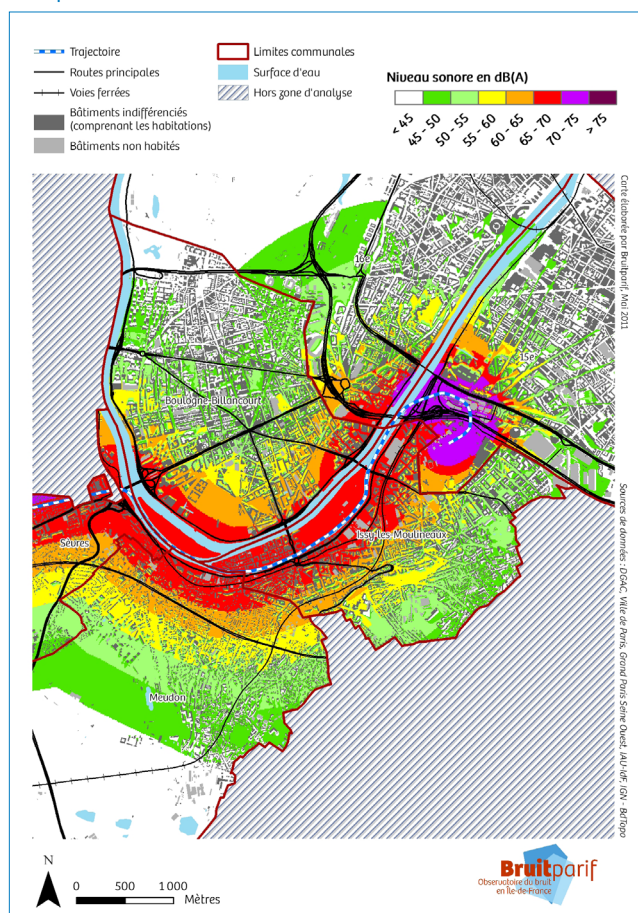 Trajectoire
Routes principales
Voies ferrées
Bâtiments indifférenciés
(comprenant les habitations)
Bâtiments non habités
Limites communales
Surface d'eau
Hors zone d'analyse
Niveau sonore en dB(A)
< 45
45 - 50
50 - 55
55 - 60
60 - 65
65 - 70
70 - 75
> 75
Carte élaborée par Bruitparif, Mai 2011
16e
15e
Boulogne-Billancourt
Issy-les-Moulineaux
Sèvres
Meudon
Sources de données : DGAC, Ville de Paris, Grand Paris Seine Ouest, IAU-îdF, IGN - BdTopo
N
0 500 1 000
Mètres
Bruitparif
Observatoire du bruit
en Île-de-France